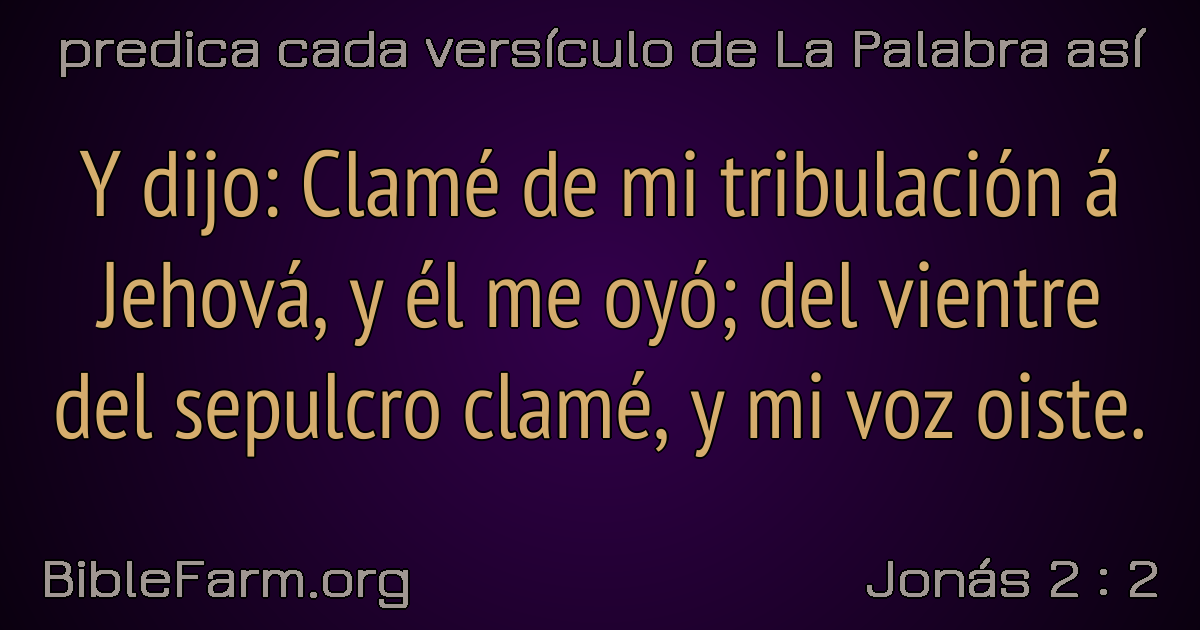 predica cada versículo de La Palabra así
Y dijo: Clamé de mi tribulación á
Jehová, y él me oyó; del vientre
del sepulcro clamé, y mi voz oiste.
BibleFarm.org
Jonás 2 : 2